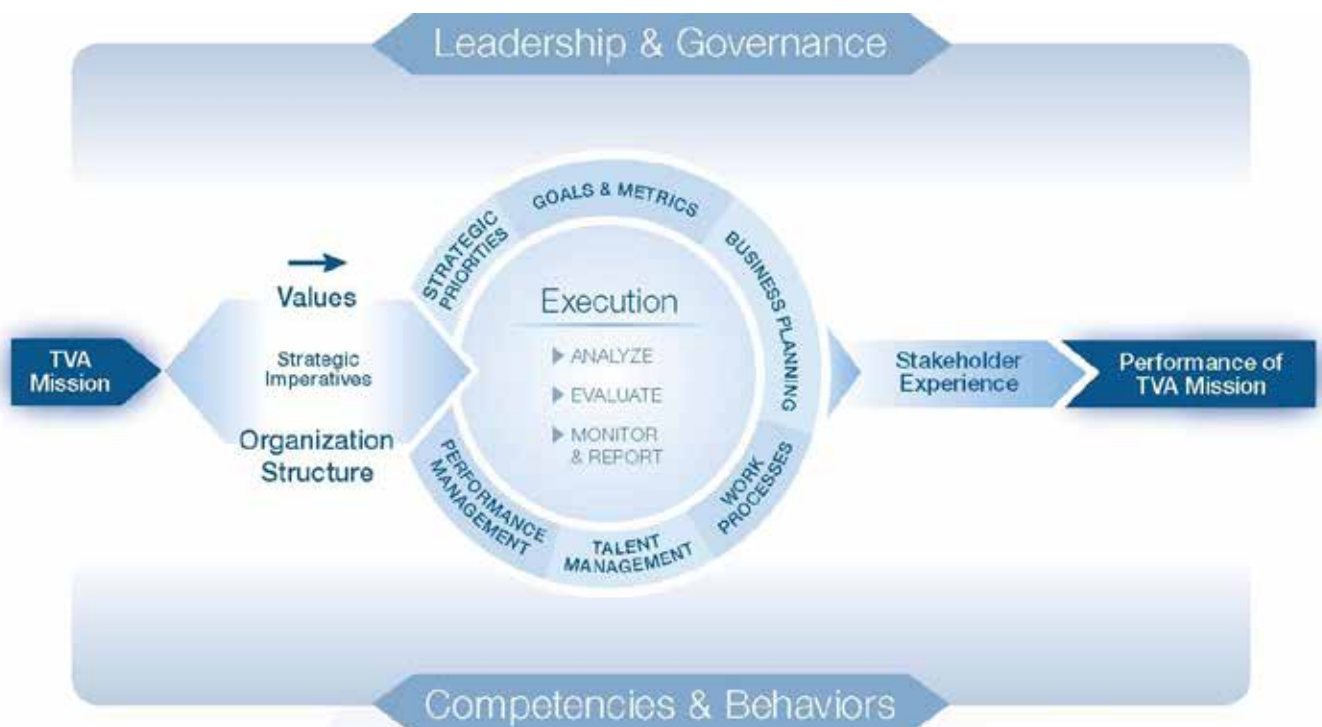 Leadership & Governance
STRATEGIC
PRIORITIES
GOALS & METRICS
BUSINESS PLANNING
WORK
PROCESSES
TALENT
MANAGEMENT
PERFORMANCE
MANAGEMENT
TVA
Mission
Values
Strategic
Imperatives
Organization
Structure
Execution
ANALYZE
EVALUATE
MONITOR
& REPORT
Stakeholder
Experience
Performance of
TVA Mission
Competencies & Behaviors